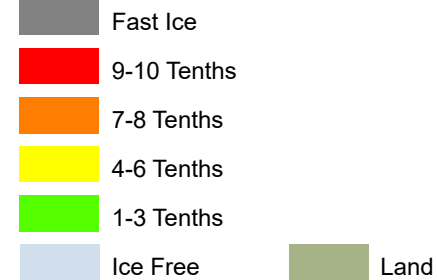 Fast Ice
9-10 Tenths
7-8 Tenths
4-6 Tenths
1-3 Tenths
Ice Free Land